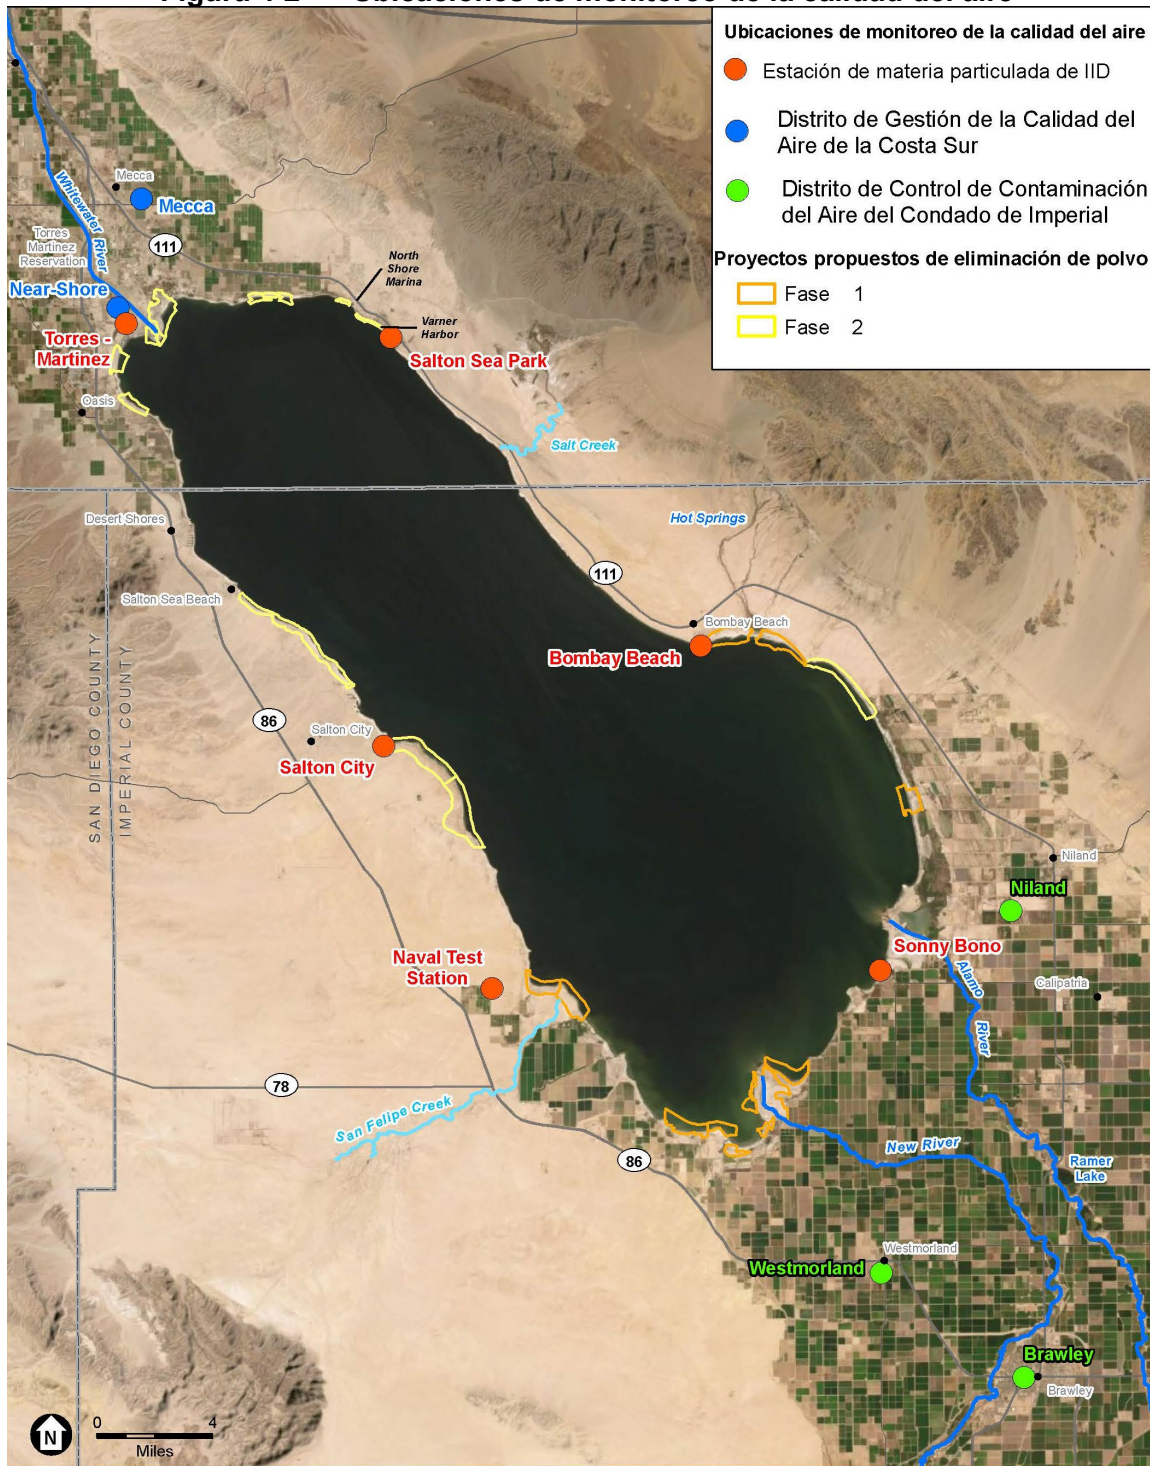 Ubicaciones de monitoreo de la calidad del aire
Estación de materia particulada de IID
Distrito de Gestión de la Calidad del
Aire de la Costa Sur
Distrito de Control de Contaminación
del Aire del Condado de Imperial
Proyectos propuestos de eliminación de polvo
Fase 1
Fase 2
Mecca
Mecca
Whitewater River
Torres
Martinez
Reservation
111
North
Shore
Marina
Near-Shore
Varner
Harbor
Torres -
Martinez
Salton Sea Park
Oasis
Salt Creek
Desert Shores
Hot Springs
111
Salton Sea Beach
Bombay Beach
Bombay Beach
SAN DIEGO COUNTY
IMPERIAL COUNTY
86
Salton City
Salton City
Niland
Niland
Sonny Bono
Naval Test
Station
Alamo
River
Calipatria
78
San Felipe Creek
New River
86
Ramer
Lake
Westmorland
Westmorland
Brawley
Brawley
N
0 4
Miles